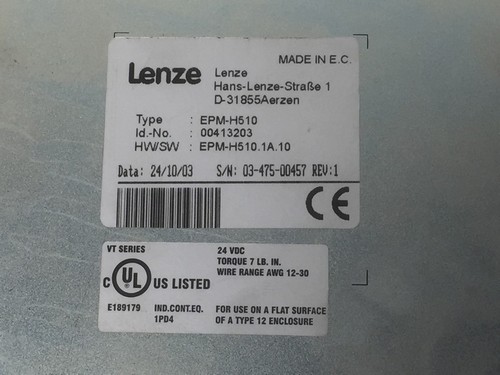 MADE IN E.C.
Lenze Lenze
Hans-Lenze-Straße 1
D-31855Aerzen
Type : EPM-H510
Id.-No. : 00413203
HW/SW : EPM-H510.1A.10
Data: 24/10/03 S/N: 03-475-00457 REV:1
CE
VT SERIES
24 VDC
TORQUE 7 LB. IN.
WIRE RANGE AWG 12-30
C UL US LISTED
E189179 IND.CONT.EQ.
1PD4
FOR USE ON A FLAT SURFACE
OF A TYPE 12 ENCLOSURE